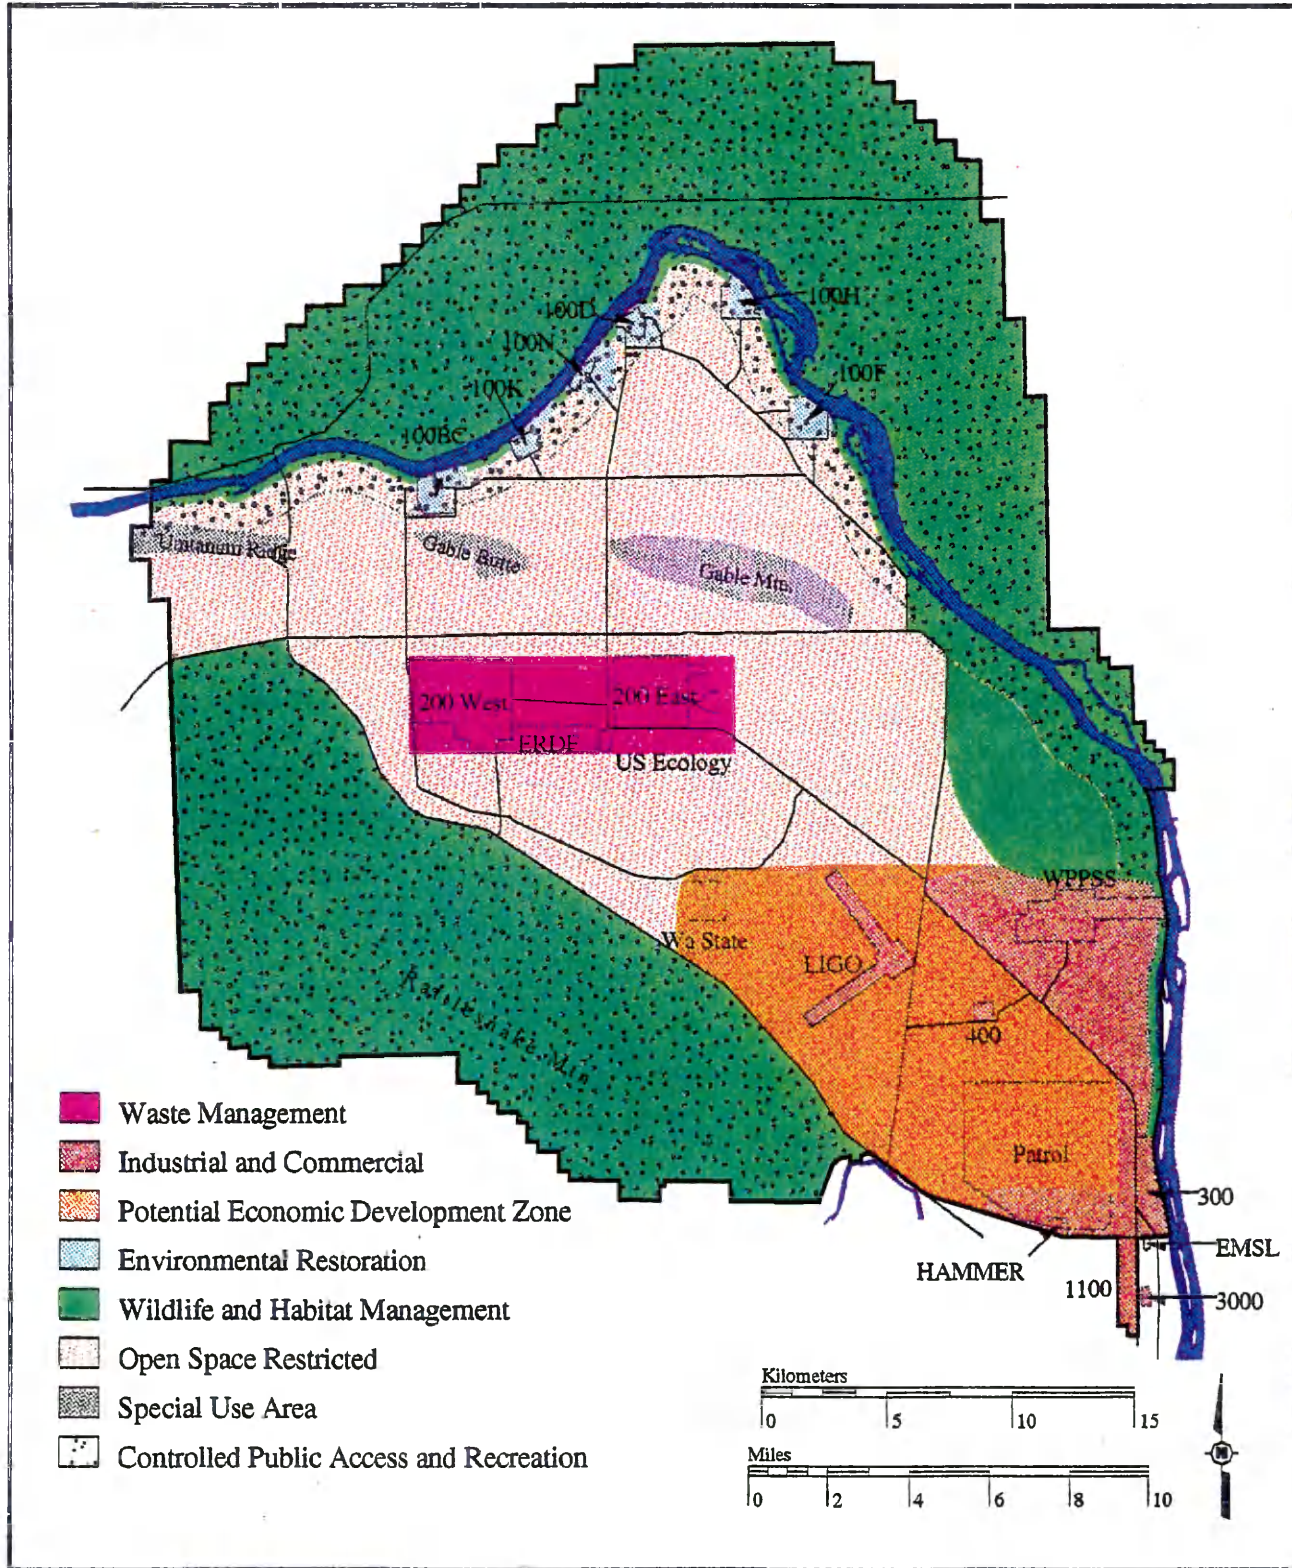 100H
100D
100N
100F
100K
100BC
Umtanum Ridge
Gable Butte
Gable Mtn.
200 West
200 East
ERDF
US Ecology
WPPSS
Wa State
LIGO
Rattlesnake Mtn
400
Patrol
300
EMSL
HAMMER
1100
3000
Waste Management
Industrial and Commercial
Potential Economic Development Zone
Environmental Restoration
Wildlife and Habitat Management
Open Space Restricted
Special Use Area
Controlled Public Access and Recreation
Kilometers
0 5 10 15
Miles
0 2 4 6 8 10
N